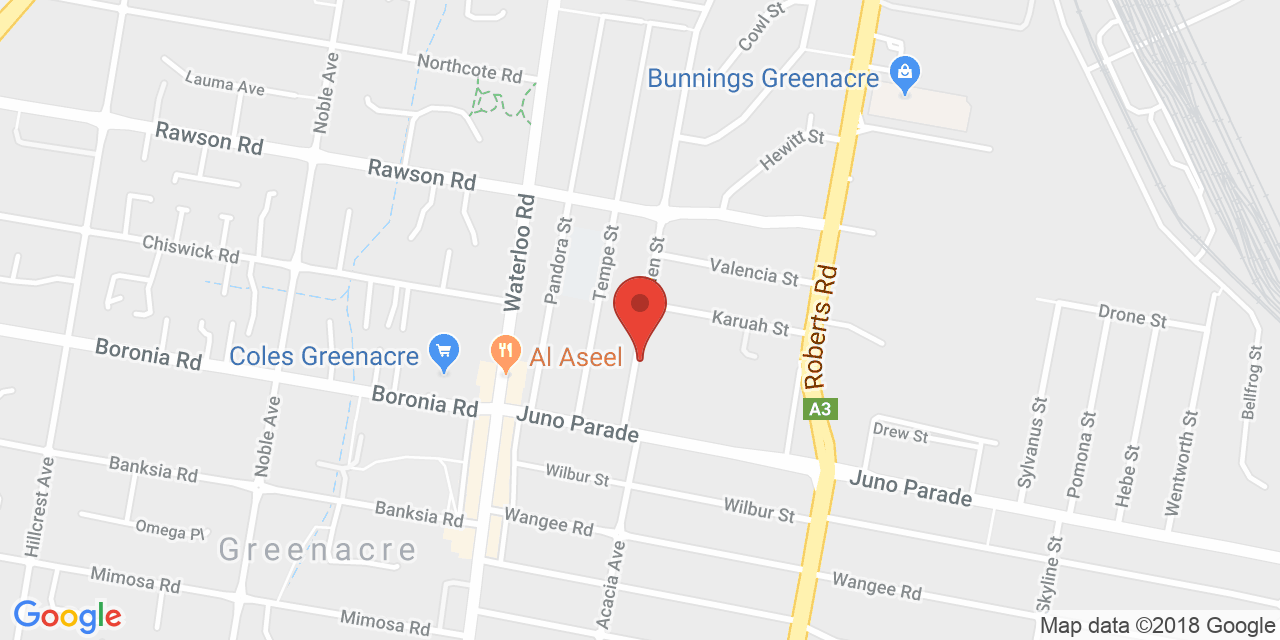 Cowl St
Northcote Rd
Bunnings Greenacre
Lauma Ave
Noble Ave
Rawson Rd
Hewitt St
Rawson Rd
Waterloo Rd
Pandora St
Tempe St
Chiswick Rd
Valencia St
Roberts Rd
Karuah St
Drone St
Boronia Rd
Coles Greenacre
Al Aseel
Bellfrog St
Boronia Rd
Juno Parade
A3
Drew St
Noble Ave
Sylvanus St
Pomona St
Hebe St
Wentworth St
Hillcrest Ave
Banksia Rd
Wilbur St
Juno Parade
Banksia Rd
Wangee Rd
Wilbur St
Omega Pl
Greenacre
Acacia Ave
Skyline St
Mimosa Rd
Wangee Rd
Mimosa Rd
Google
Map data ©2018 Google